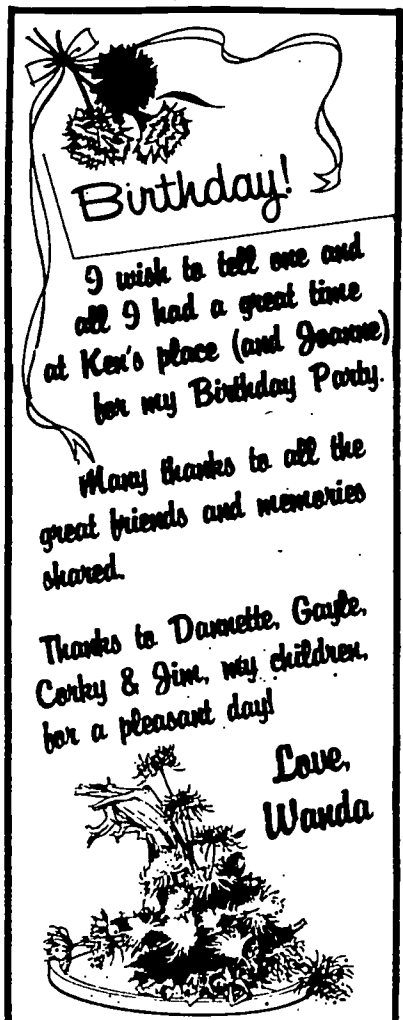 Birthday!
I wish to tell one and
all I had a great time
at Ken's place (and Joanne)
for my Birthday Party.
Many thanks to all the
great friends and memories
shared.
Thanks to Dannette, Gayle,
Corky & Jim, my children,
for a pleasant day!
Love,
Wanda